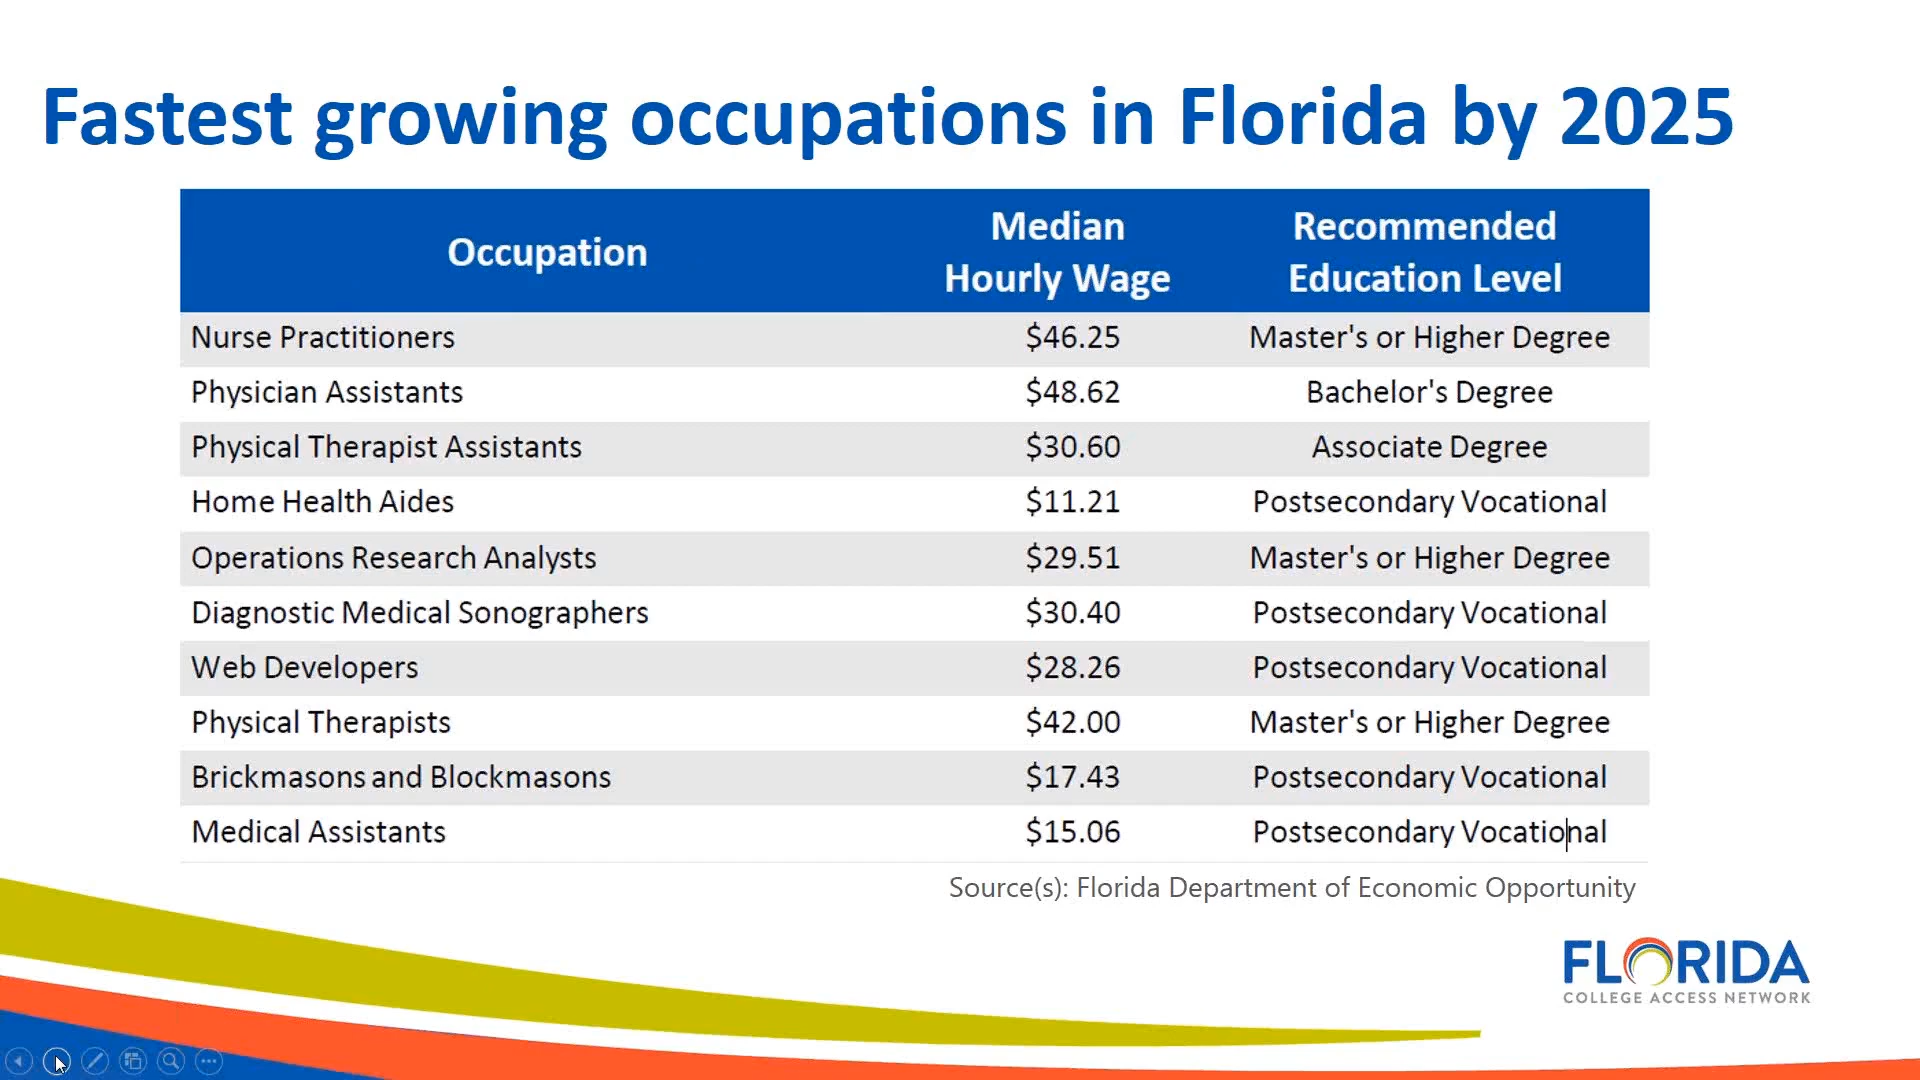 Fastest growing occupations in Florida by 2025
Occupation
Median
Hourly Wage
Recommended
Education Level
Nurse Practitioners $46.25 Master's or Higher Degree
Physician Assistants $48.62 Bachelor's Degree
Physical Therapist Assistants $30.60 Associate Degree
Home Health Aides $11.21 Postsecondary Vocational
Operations Research Analysts $29.51 Master's or Higher Degree
Diagnostic Medical Sonographers $30.40 Postsecondary Vocational
Web Developers $28.26 Postsecondary Vocational
Physical Therapists $42.00 Master's or Higher Degree
Brickmasons and Blockmasons $17.43 Postsecondary Vocational
Medical Assistants $15.06 Postsecondary Vocational
Source(s): Florida Department of Economic Opportunity
FLORIDA
COLLEGE ACCESS NETWORK